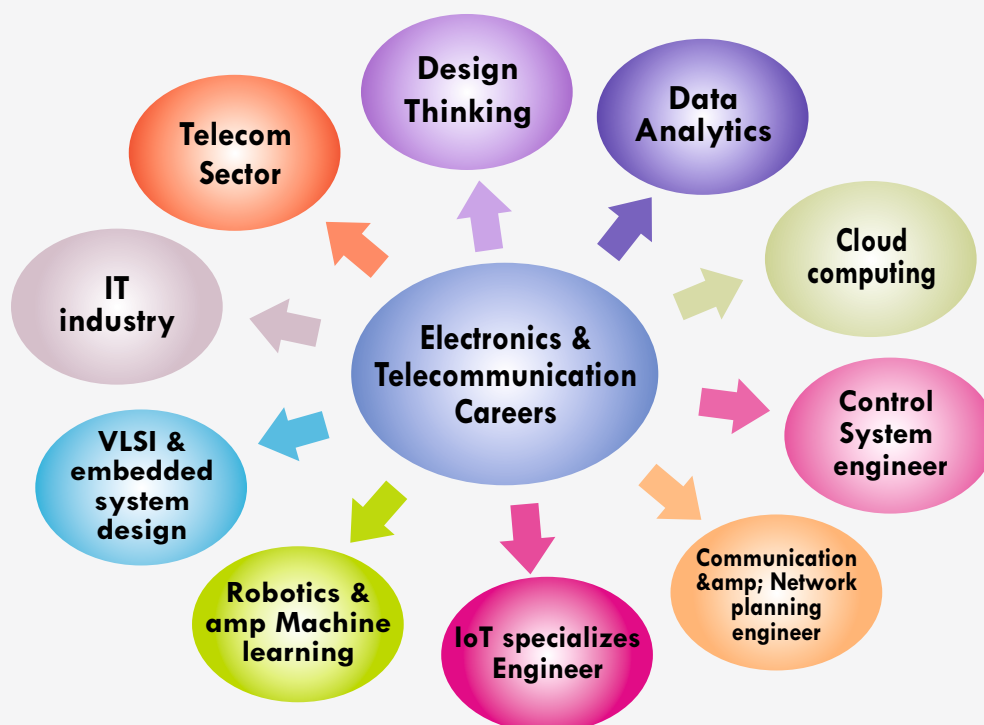 Design
Thinking
Data
Analytics
Telecom
Sector
Cloud
computing
IT
industry
Electronics &
Telecommunication
Careers
Control
System
engineer
VLSI &
embedded
system
design
Communication
&amp; Network
planning
engineer
Robotics &
amp Machine
learning
IoT specializes
Engineer